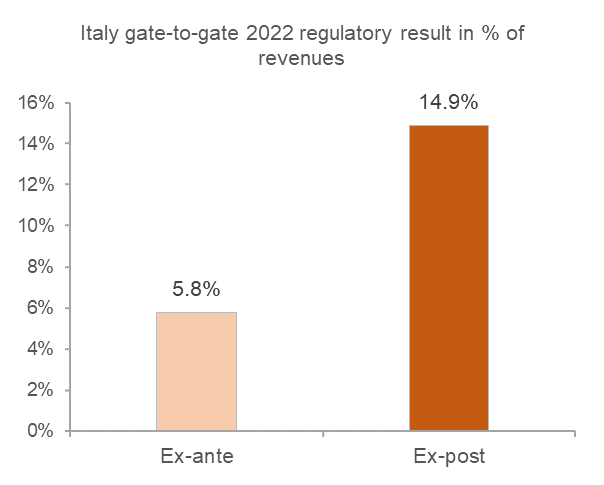 Italy gate-to-gate 2022 regulatory result in % of
revenues
16%
14%
12%
10%
8%
6%
4%
2%
0%
14.9%
5.8%
Ex-ante
Ex-post